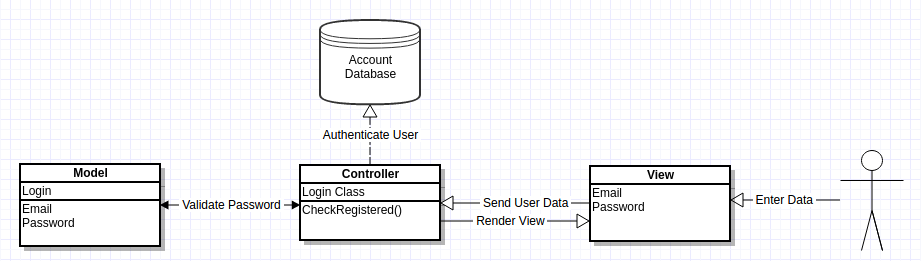 Account
Database
Authenticate User
Model
Login
Email
Password
Validate Password
Controller
Login Class
CheckRegistered()
Send User Data
Render View
View
Email
Password
Enter Data